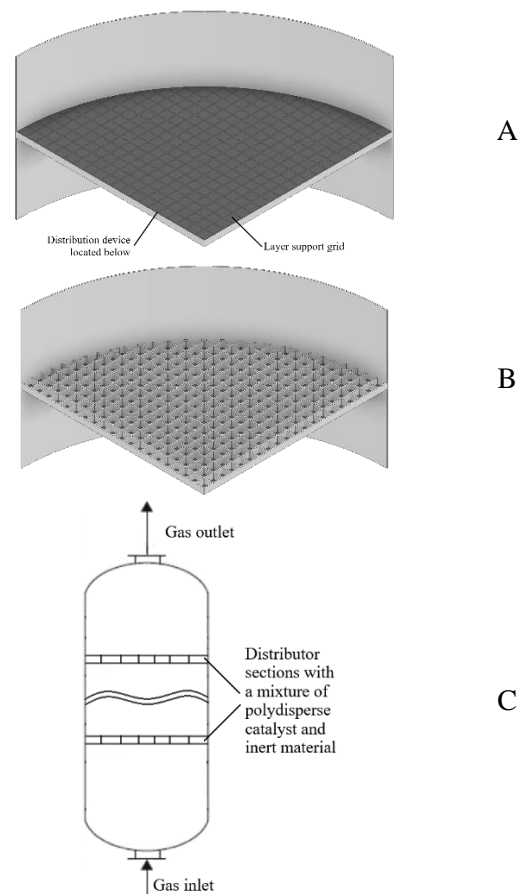 A
Distribution device
located below
Layer support grid
B
Gas outlet
Distributor
sections with
a mixture of
polydisperse
catalyst and
inert material
C
Gas inlet